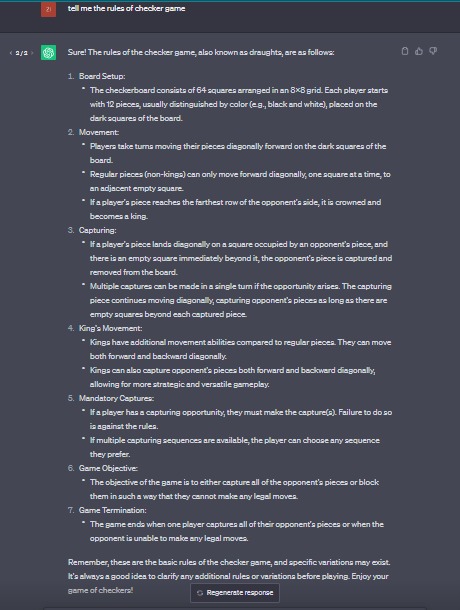 tell me the rules of checker game
2/2
Sure! The rules of the checker game, also known as draughts, are as follows:
1. Board Setup:
• The checkerboard consists of 64 squares arranged in an 8×8 grid. Each player starts
with 12 pieces, usually distinguished by color (e.g., black and white), placed on the
dark squares of the board.
2. Movement:
• Players take turns moving their pieces diagonally forward on the dark squares of the
board.
• Regular pieces (non-kings) can only move forward diagonally, one square at a time, to
an adjacent empty square.
• If a player's piece reaches the farthest row of the opponent's side, it is crowned and
becomes a king.
3. Capturing:
• If a player's piece lands diagonally on a square occupied by an opponent's piece, and
there is an empty square immediately beyond it, the opponent's piece is captured and
removed from the board.
• Multiple captures can be made in a single turn if the opportunity arises. The capturing
piece continues moving diagonally, capturing opponent's pieces as long as there are
empty squares beyond each captured piece.
4. King's Movement:
• Kings have additional movement abilities compared to regular pieces. They can move
both forward and backward diagonally.
• Kings can also capture opponent's pieces both forward and backward diagonally,
allowing for more strategic and versatile gameplay.
5. Mandatory Captures:
• If a player has a capturing opportunity, they must make the capture(s). Failure to do so
is against the rules.
• If multiple capturing sequences are available, the player can choose any sequence
they prefer.
6. Game Objective:
• The objective of the game is to either capture all of the opponent's pieces or block
them in such a way that they cannot make any legal moves.
7. Game Termination:
• The game ends when one player captures all of their opponent's pieces or when the
opponent is unable to make any legal moves.
Remember, these are the basic rules of the checker game, and specific variations may exist.
It's always a good idea to clarify any additional rules or variations before playing. Enjoy your
game of checkers!
Regenerate response